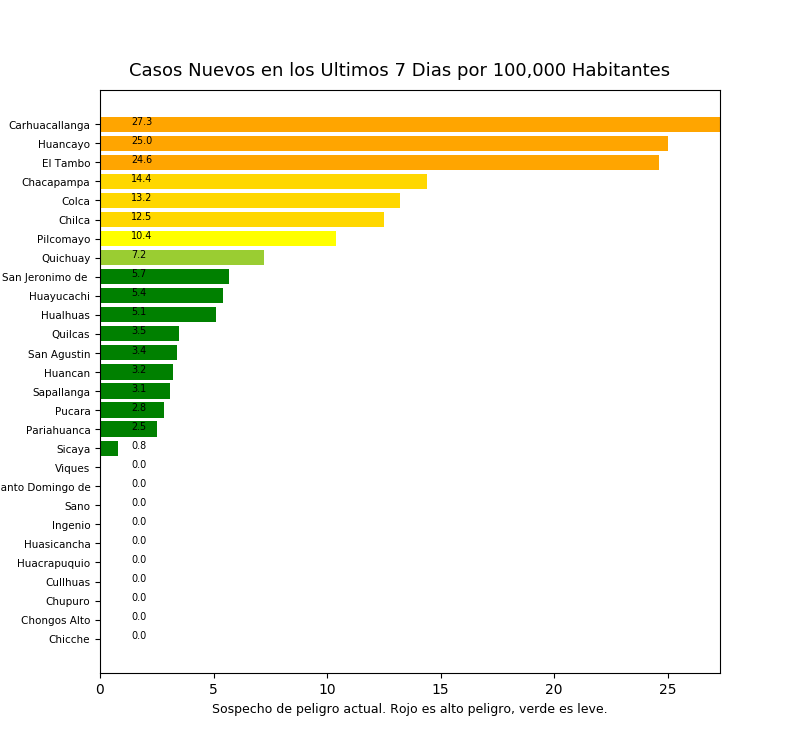 Casos Nuevos en los Ultimos 7 Dias por 100,000 Habitantes
Carhuacallanga 27.3
Huancayo 25.0
El Tambo 24.6
Chacapampa 14.4
Colca 13.2
Chilca 12.5
Pilcomayo 10.4
Quichuay 7.2
San Jeronimo de 5.7
Huayucachi 5.4
Hualhuas 5.1
Quilcas 3.5
San Agustin 3.4
Huancan 3.2
Sapallanga 3.1
Pucara 2.8
Pariahuanca 2.5
Sicaya 0.8
Viques 0.0
anto Domingo de 0.0
Sano 0.0
Ingenio 0.0
Huasicancha 0.0
Huacrapuquio 0.0
Cullhuas 0.0
Chupuro 0.0
Chongos Alto 0.0
Chicche 0.0
0 5 10 15 20 25
Sospecho de peligro actual. Rojo es alto peligro, verde es leve.